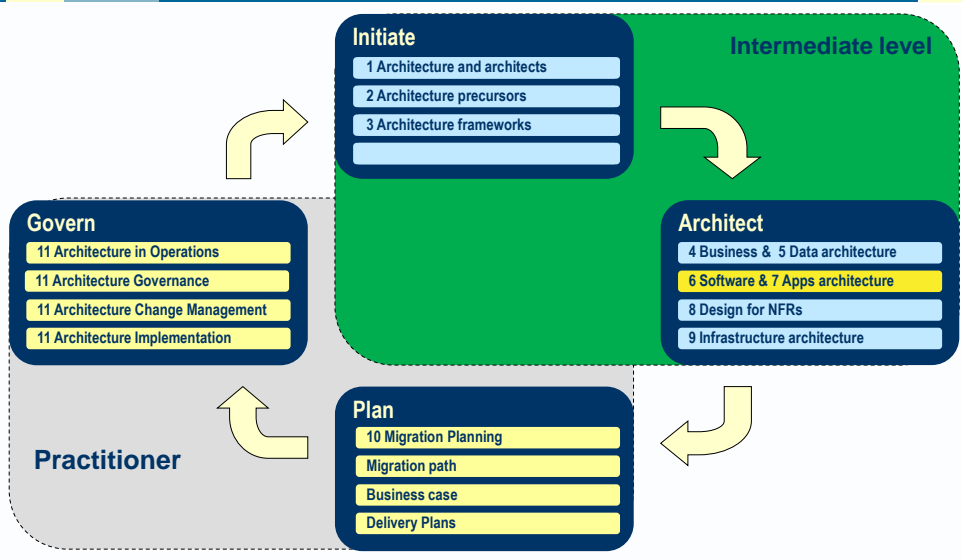 Initiate
1 Architecture and architects
2 Architecture precursors
3 Architecture frameworks
Intermediate level
Govern
11 Architecture in Operations
11 Architecture Governance
11 Architecture Change Management
11 Architecture Implementation
Architect
4 Business & 5 Data architecture
6 Software & 7 Apps architecture
8 Design for NFRs
9 Infrastructure architecture
Plan
10 Migration Planning
Migration path
Business case
Delivery Plans
Practitioner